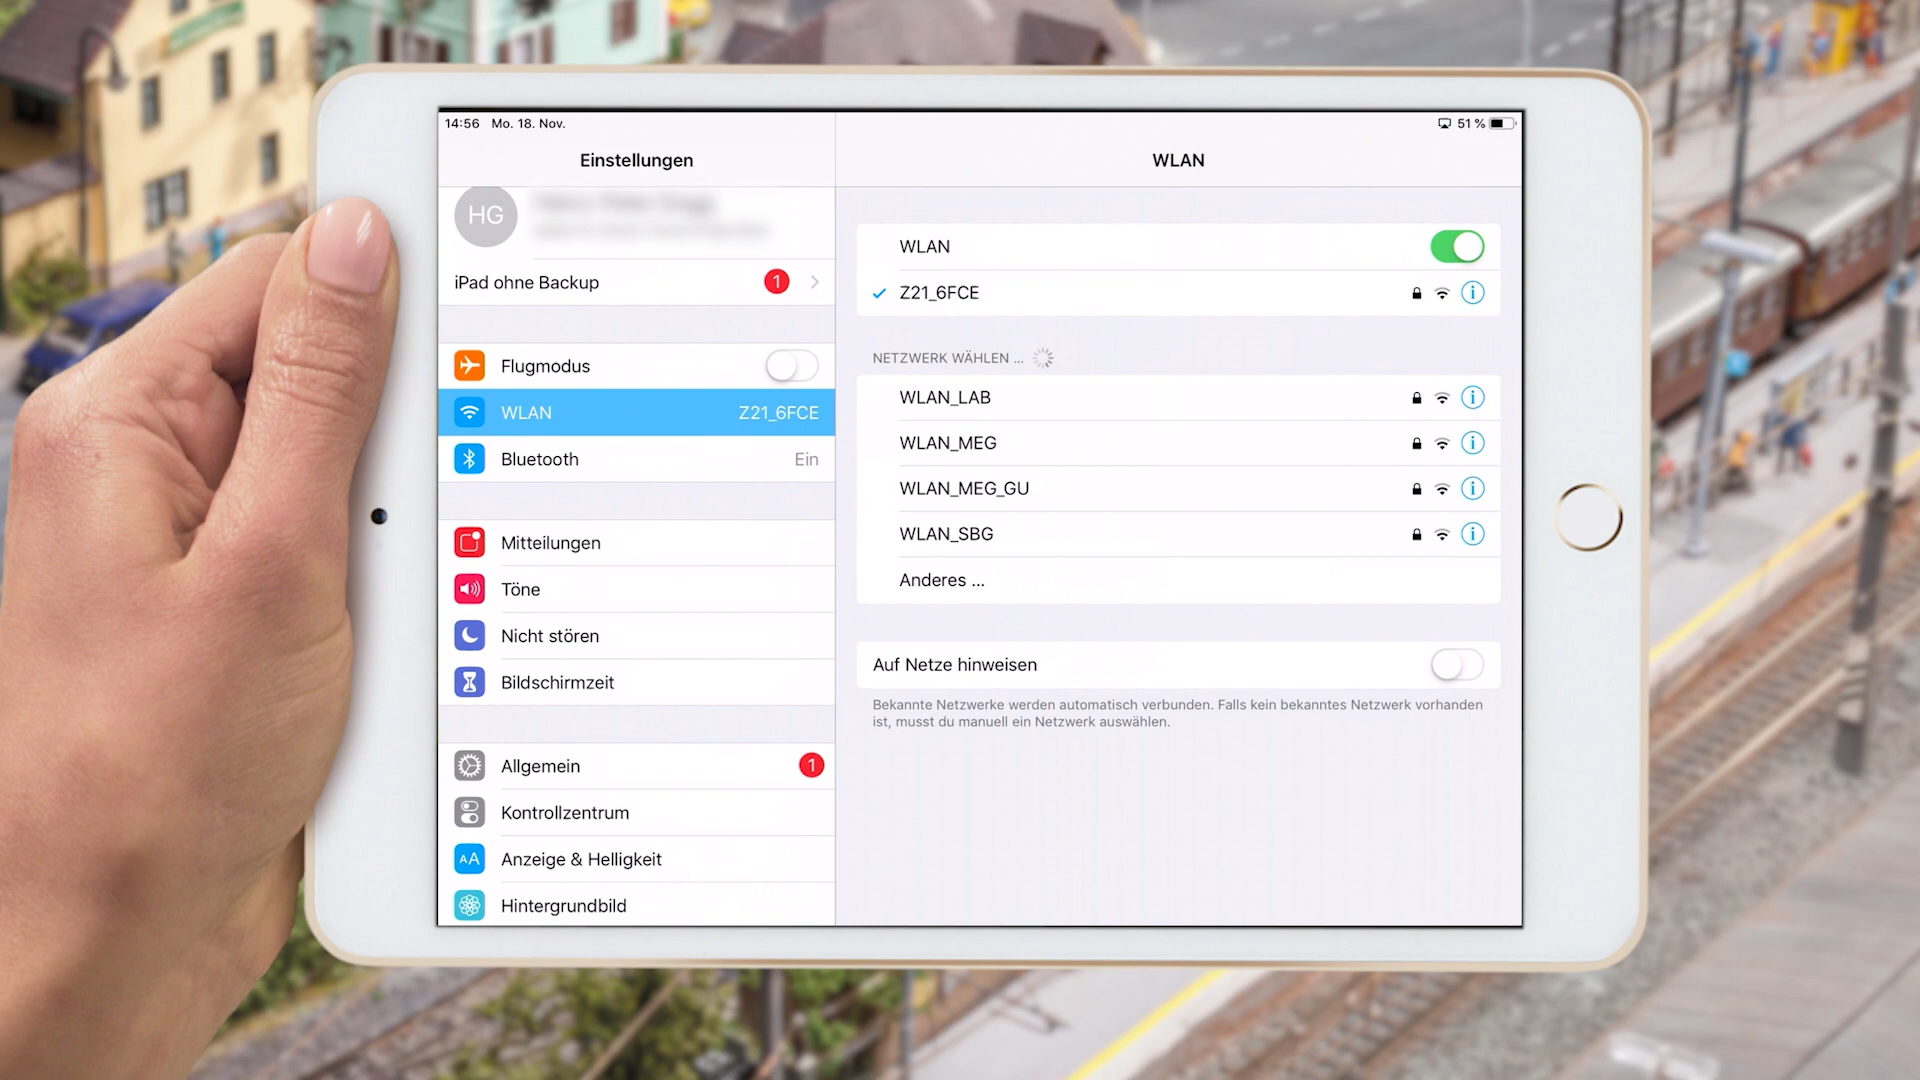 14:56 Mo. 18. Nov.
51 %
Einstellungen
HG
iPad ohne Backup
1
Flugmodus
WLAN Z21_6FCE
Bluetooth Ein
Mitteilungen
Töne
Nicht stören
Bildschirmzeit
Allgemein 1
Kontrollzentrum
AA Anzeige & Helligkeit
Hintergrundbild
WLAN
WLAN
Z21_6FCE
NETZWERK WÄHLEN ...
WLAN_LAB
WLAN_MEG
WLAN_MEG_GU
WLAN_SBG
Anderes ...
Auf Netze hinweisen
Bekannte Netzwerke werden automatisch verbunden. Falls kein bekanntes Netzwerk vorhanden
ist, musst du manuell ein Netzwerk auswählen.